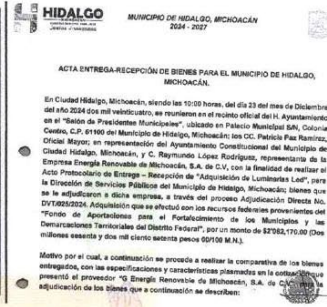 HIDALGO
MUNICIPIO DE HIDALGO, MICHOACÁN
2024 - 2027
ACTA ENTREGA-RECEPCIÓN DE BIENES PARA EL MUNICIPIO DE HIDALGO,
MICHOACÁN.
En Ciudad Hidalgo, Michoacán, siendo las 10:00 horas, del día 23 del mes de Diciembre
del año 2024 dos mil veinticuatro, se reunieron en el recinto oficial del H. Ayuntamiento
en el "Salón de Presidentes Municipales", ubicado en Palacio Municipal S/N, Colonia
Centro, C.P. 61100 del Municipio de Hidalgo, Michoacán; los CC. Patricio Paz Ramírez,
Oficial Mayor; en representación del Ayuntamiento Constitucional del Municipio de
Ciudad Hidalgo, Michoacán, y C. Raymundo López Rodríguez, representante de la
Empresa Energía Renovable de Michoacán, S.A. de C.V, con la finalidad de realizar el
Acto Protocolario de Entrega – Recepción de "Adquisición de Luminarias Led", para
la Dirección de Servicios Públicos del Municipio de Hidalgo, Michoacán; bienes que
se le adjudicaron a dicha empresa, a través del proceso Adjudicación Directa No.
DVT/025/2024. Adquisición que se efectuó con los recursos federales provenientes del
"Fondo de Aportaciones para el Fortalecimiento de los Municipios y las
Demarcaciones Territoriales del Distrito Federal", por un monto de $2'062,170.00 (Dos
millones sesenta y dos mil ciento setenta pesos 00/100 M.N.).
Motivo por el cual, a continuación se procede a realizar la comparativa de los bienes
entregados, con las especificaciones y características plasmadas en la cotización que
presentó el proveedor "G Energía Renovable de Michoacán, S.A. de C.V.
adjudicación de los bienes que a continuación se describen: